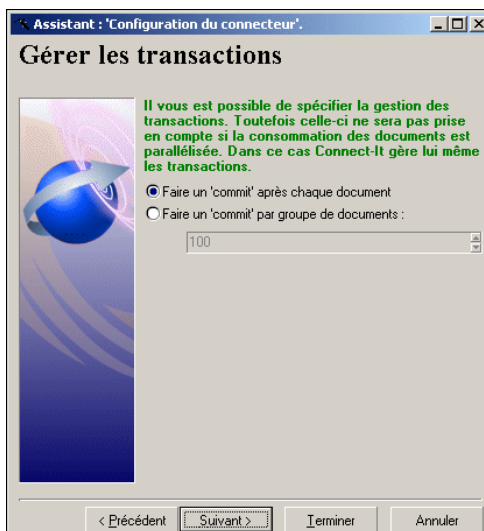 Assistant : 'Configuration du connecteur'.
Gérer les transactions
Il vous est possible de spécifier la gestion des
transactions. Toutefois celle-ci ne sera pas prise
en compte si la consommation des documents est
parallélisée. Dans ce cas Connect-It gère lui même
les transactions.
Faire un 'commit' après chaque document
Faire un 'commit' par groupe de documents :
100
< Précédent Suivant > Terminer Annuler